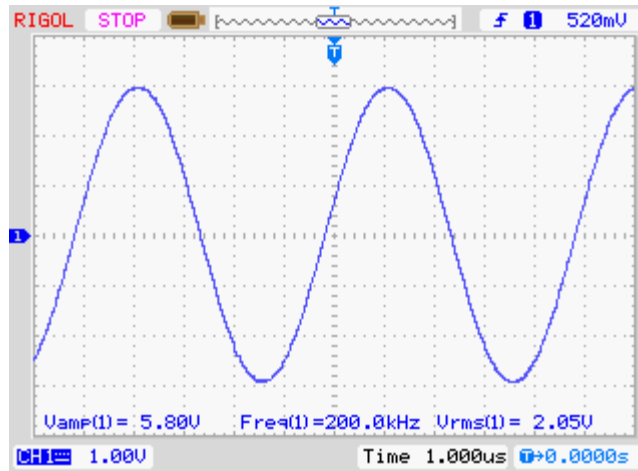 RIGOL STOP T f 1 520mV
T
1
Vamp(1)= 5.80V Freq(1)=200.0kHz Vrms(1)= 2.05V
CH1 1.00V Time 1.000us T→0.0000s